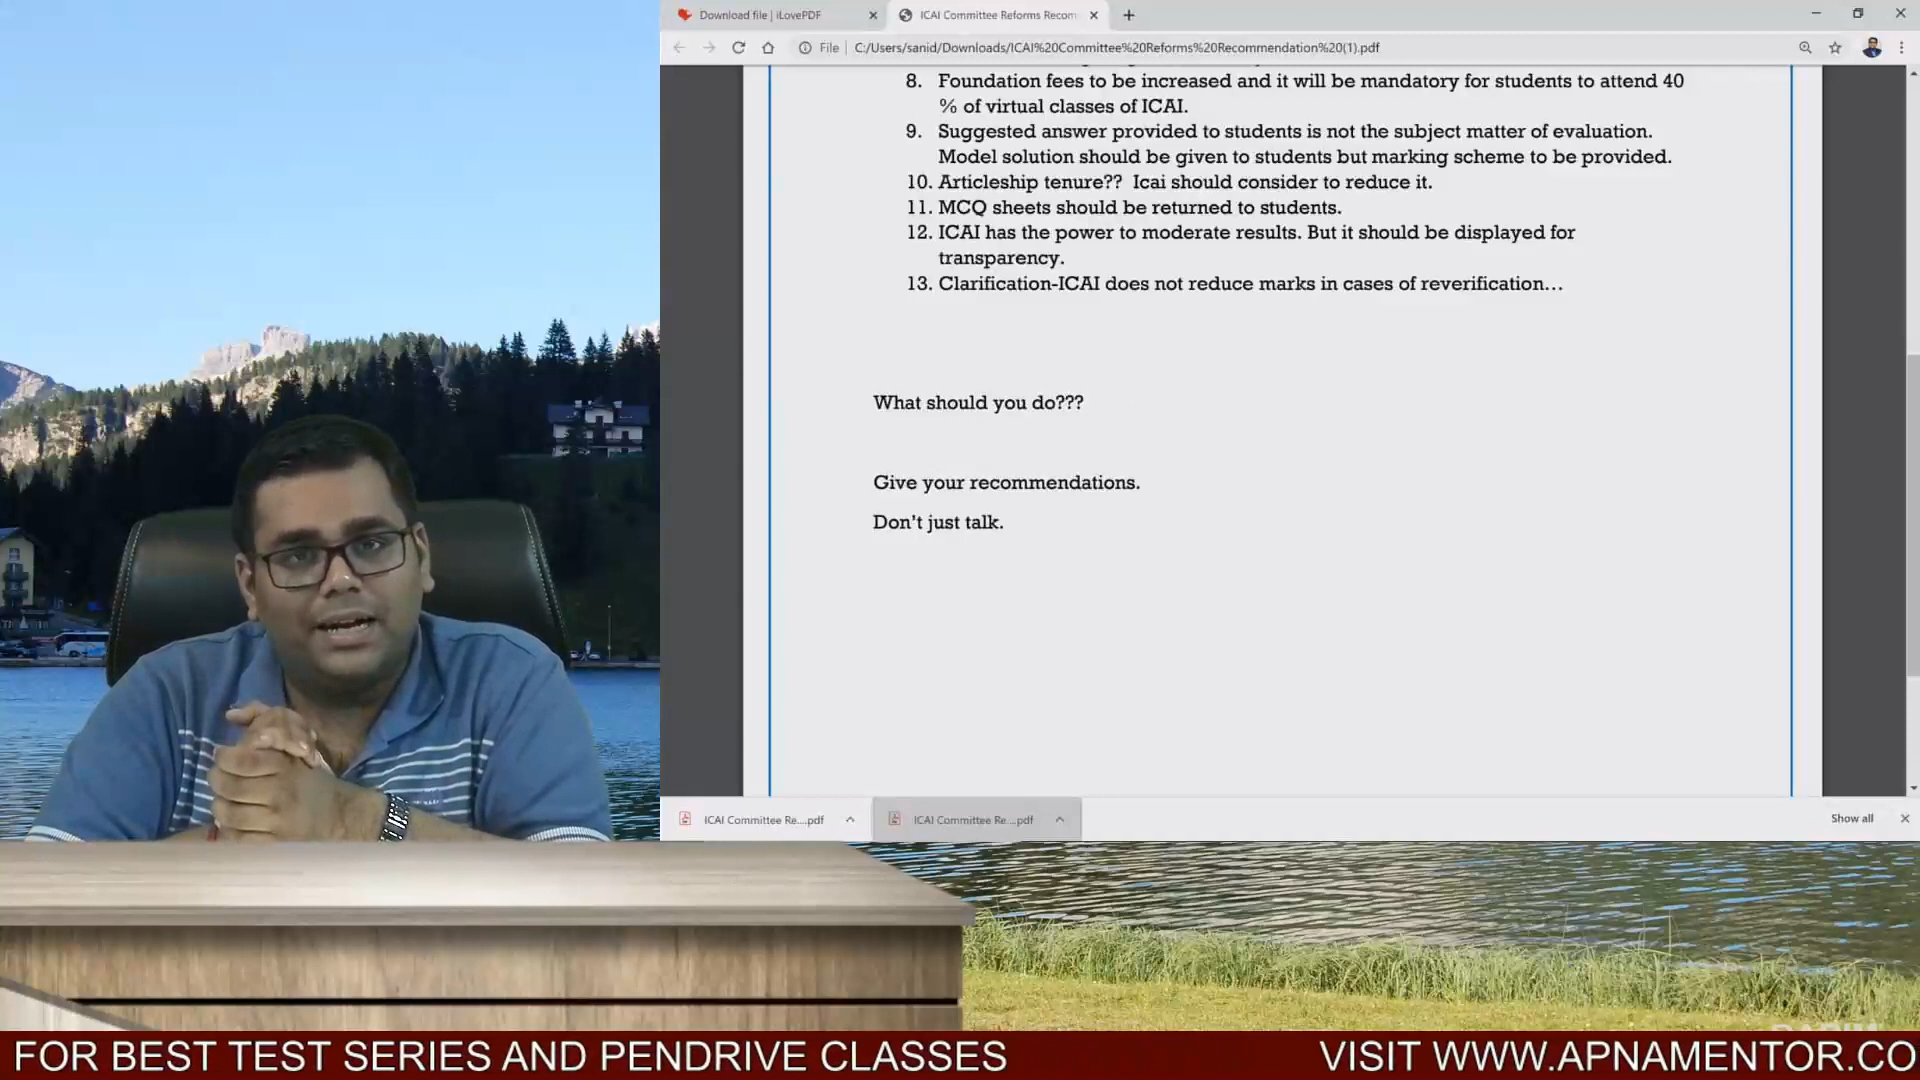 Download file | iLovePDF
ICAI Committee Reforms Recom
File
C:/Users/sanid/Downloads/ICAI%20Committee%20Reforms%20Recommendation%20(1).pdf
8. Foundation fees to be increased and it will be mandatory for students to attend 40
% of virtual classes of ICAI.
9. Suggested answer provided to students is not the subject matter of evaluation.
Model solution should be given to students but marking scheme to be provided.
10. Articleship tenure?? Icai should consider to reduce it.
11. MCQ sheets should be returned to students.
12. ICAI has the power to moderate results. But it should be displayed for
transparency.
13. Clarification-ICAI does not reduce marks in cases of reverification…
What should you do???
Give your recommendations.
Don’t just talk.
ICAI Committee Re....pdf
ICAI Committee Re....pdf
Show all
FOR BEST TEST SERIES AND PENDRIVE CLASSES
VISIT WWW.APNAMENTOR.CO